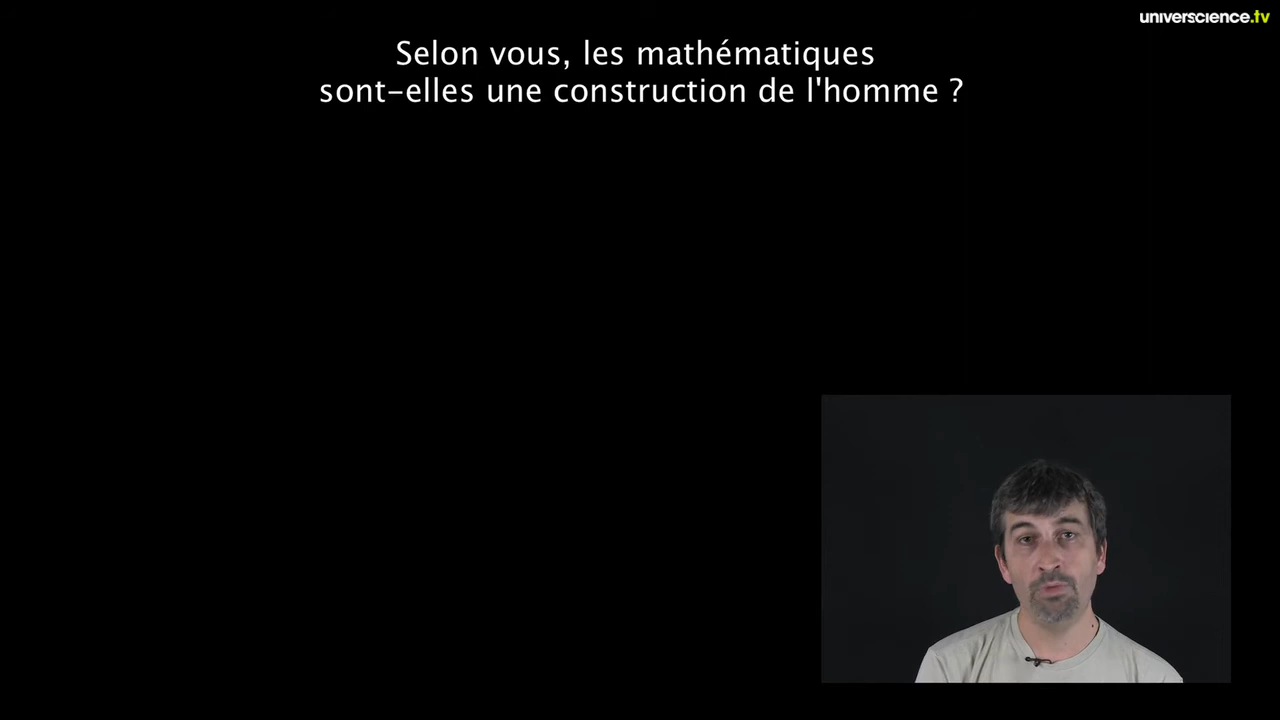 universcience.tv
Selon vous, les mathématiques
sont-elles une construction de l'homme ?